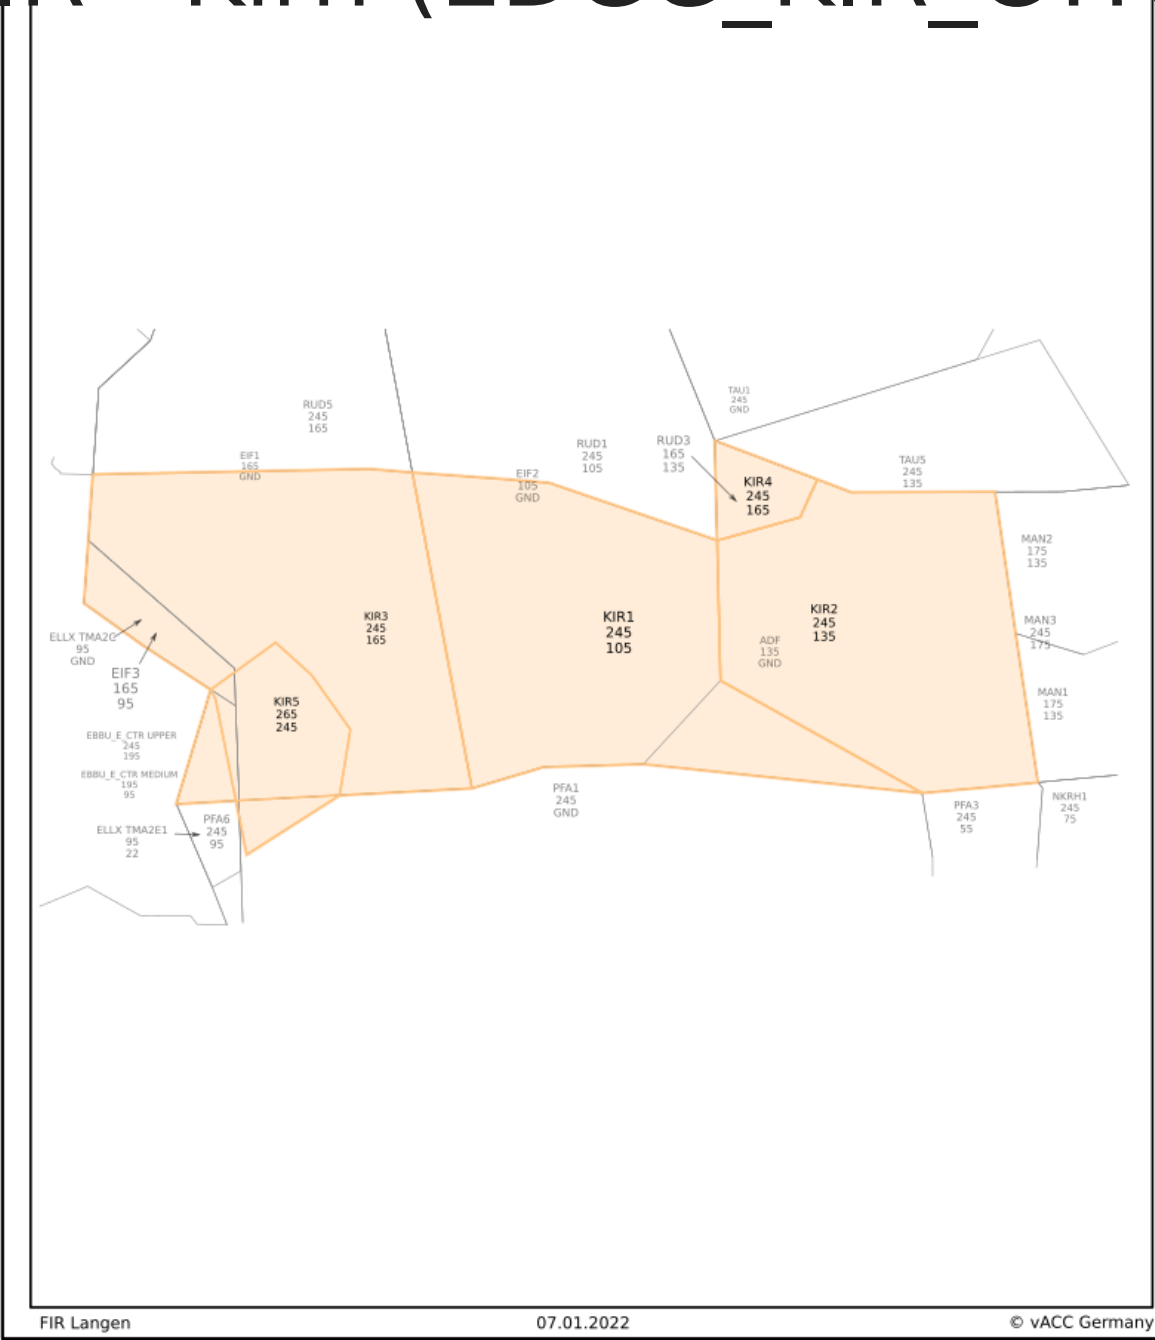 TAU1
245
GND
RUD5
245
165
RUD1
245
105
RUD3
165
135
EIF1
165
GND
EIF2
105
GND
TAU5
245
135
KIR4
245
165
MAN2
175
135
KIR3
245
165
KIR1
245
105
KIR2
245
135
ADF
135
GND
MAN3
245
175
ELLX TMA2C
95
GND
EIF3
165
95
KIR5
265
245
MAN1
175
135
EBBU_E_CTR UPPER
245
195
EBBU_E_CTR MEDIUM
195
95
PFA1
245
GND
PFA3
245
55
NKRH1
245
75
ELLX TMA2E1
95
22
PFA6
245
95
FIR Langen
07.01.2022
© vACC Germany